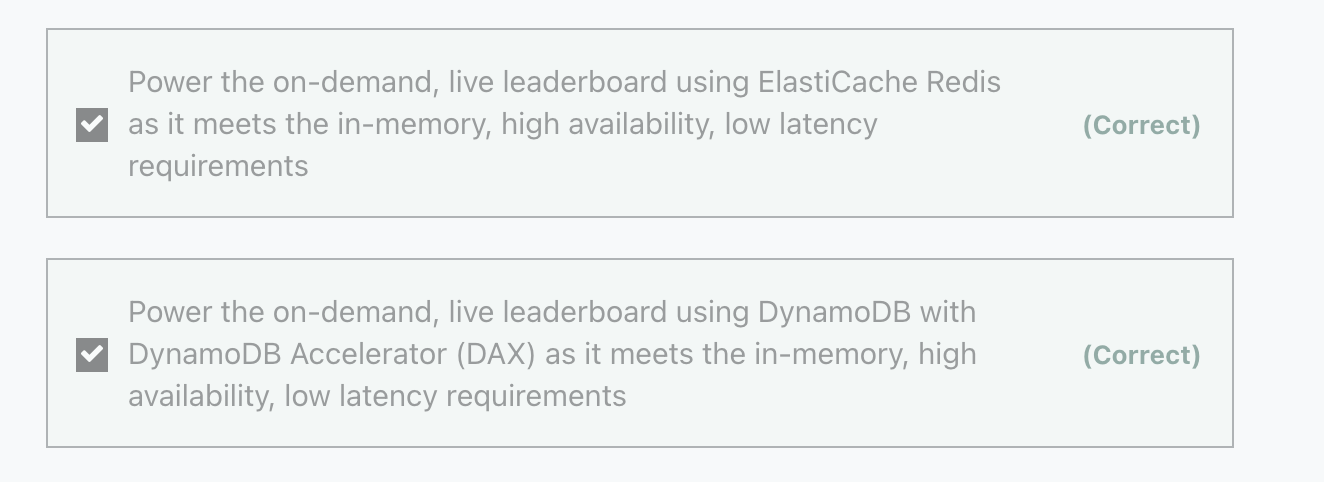 Power the on-demand, live leaderboard using ElastiCache Redis
as it meets the in-memory, high availability, low latency
requirements
(Correct)
Power the on-demand, live leaderboard using DynamoDB with
DynamoDB Accelerator (DAX) as it meets the in-memory, high
availability, low latency requirements
(Correct)